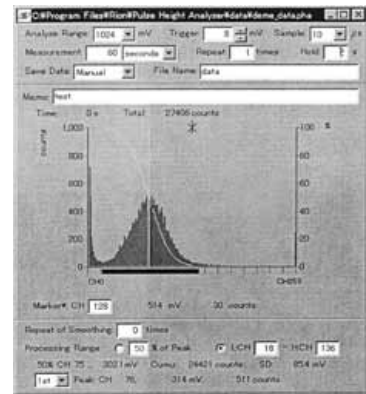 C:\Program Files\Rion\Pulse Height Analyzer\data\demo_data.pha
Analyze Range 1024 mV Trigger 8 mV Sample 10 μs
Measurement 60 seconds Repeat 1 times Hold s
Save Data Manual File Name data
Memo test
Time: 0 s Total: 27406 counts
counts
1,000 100 %
800 80
600 60
400 40
200 20
0 0
CH0
Marker*: CH 128 514 mV 30 counts
Repeat of Smoothing 0 times
Processing Range 50 % of Peak LCH 18 - HCH 136
50% CH 75 302.1 mV Cumu: 24421 counts SD: 85.4 mV
1st Peak: CH 76, 314 mV 511 counts